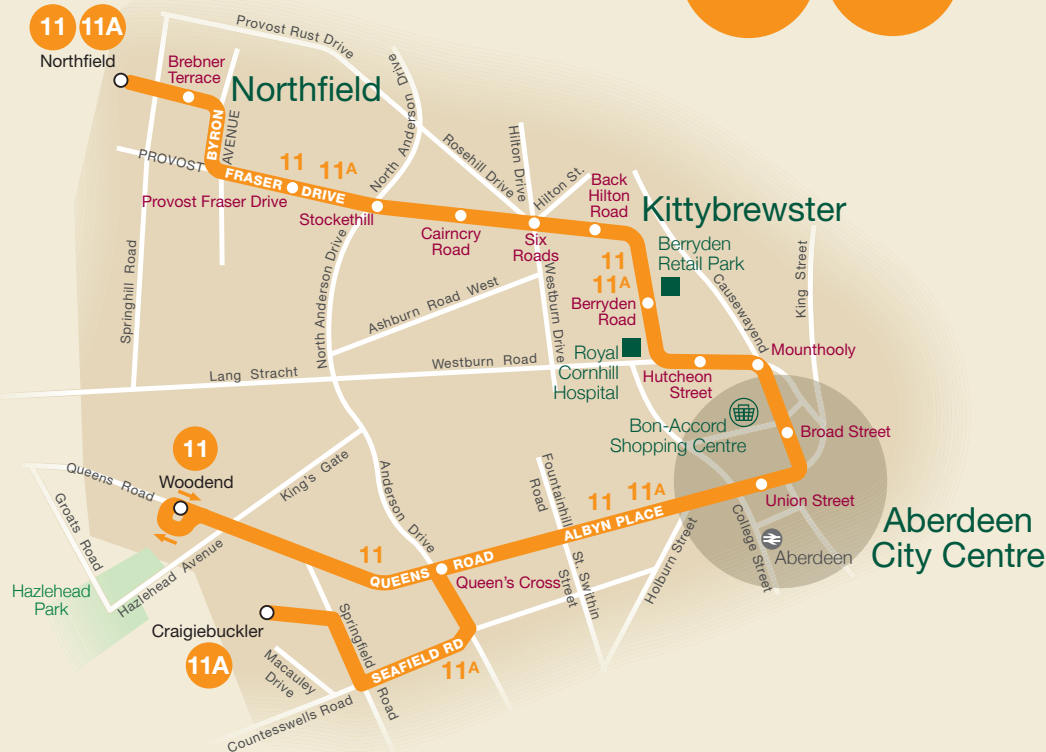 11 11A
Northfield
Brebner
Terrace
Northfield
Provost Rust Drive
North Anderson Drive
BYRON
AVENUE
PROVOST
FRASER DRIVE
11 11A
Provost Fraser Drive
Stockethill
Rosehill Drive
Hilton Drive
Hilton St.
Cairncry
Road
Six
Roads
Back
Hilton
Road
Kittybrewster
Berryden
Retail Park
11
11A
Berryden
Road
Causewayend
King Street
Springhill Road
North Anderson Drive
Ashburn Road West
Westburn Drive
Royal
Cornhill
Hospital
Hutcheon
Street
Mounthooly
Lang Stracht
Westburn Road
Bon-Accord
Shopping Centre
Broad Street
11
Woodend
Queens Road
King's Gate
Anderson Drive
Fountainhill
Road
11 11A
ALBYN PLACE
Union Street
College Street
Aberdeen
Aberdeen
City Centre
Groats Road
Hazlehead Avenue
Hazlehead
Park
11
QUEENS ROAD
Queen's Cross
St. Swithin
Street
Holburn Street
Craigiebuckler
11A
Springfield
Road
SEAFIELD RD
11A
Macauley
Drive
Countesswells Road